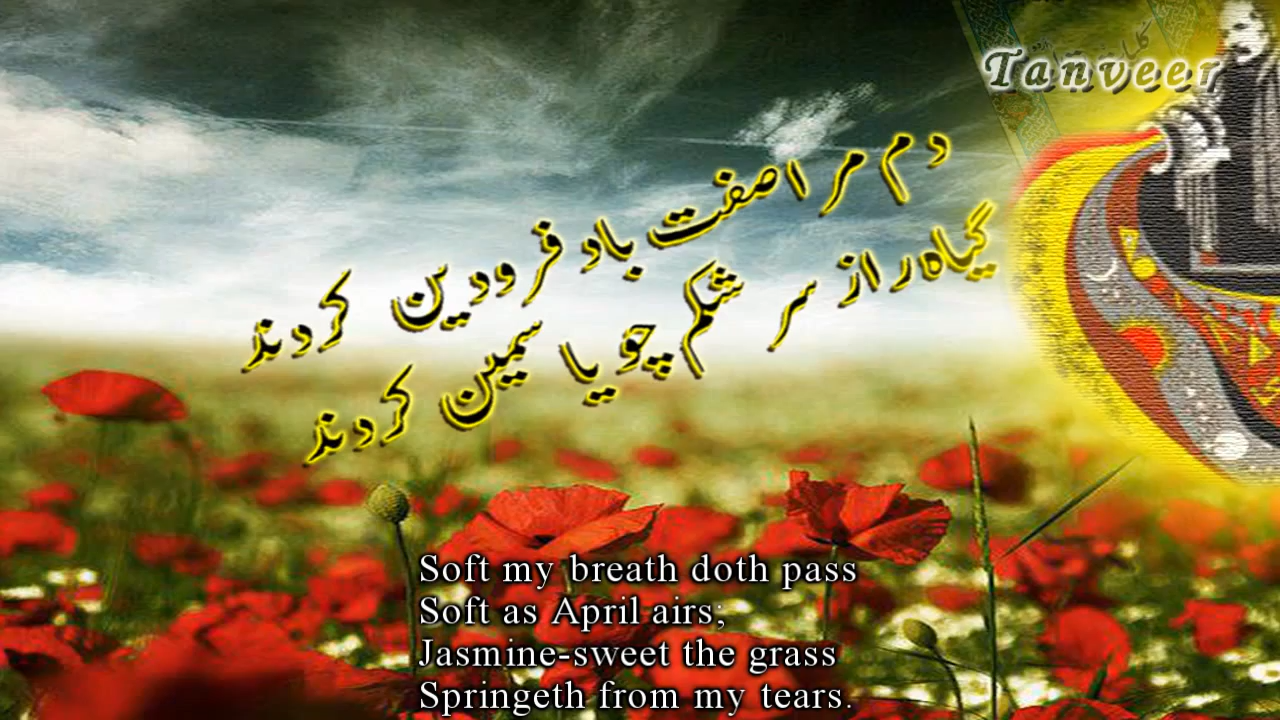 Tanveer
دم مرا صفت باد فرودین کردند
گیاہ را ز سرشکم چو یاسمین کردند
Soft my breath doth pass
Soft as April airs;
Jasmine-sweet the grass
Springeth from my tears.